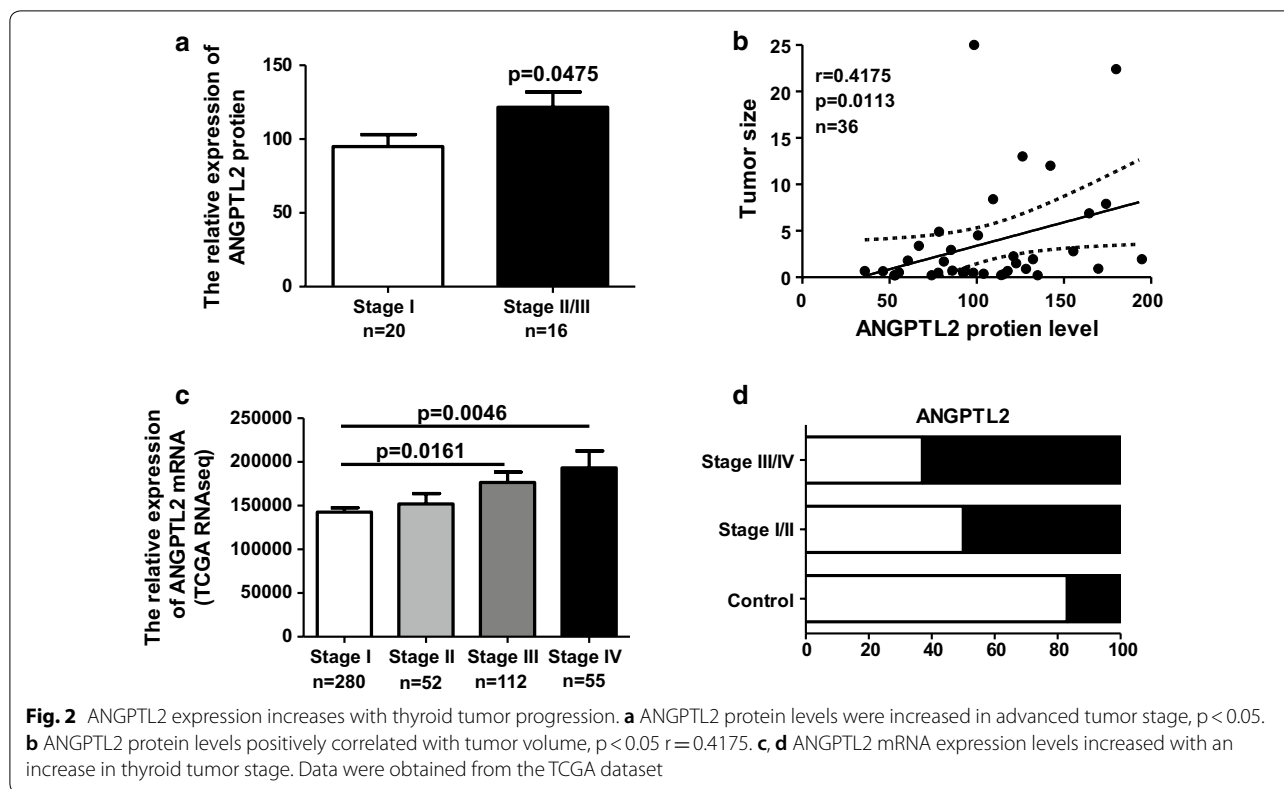 a
The relative expression of
ANGPTL2 protien
150
100
50
0
p=0.0475
Stage I
n=20
Stage II/III
n=16
b
Tumor size
25
20
15
10
5
0
r=0.4175
p=0.0113
n=36
0
50
100
150
200
ANGPTL2 protien level
c
The relative expression
of ANGPTL2 mRNA
(TCGA RNAseq)
250000
200000
150000
100000
50000
0
p=0.0046
p=0.0161
Stage I
n=280
Stage II
n=52
Stage III
n=112
Stage IV
n=55
d
ANGPTL2
Stage III/IV
Stage I/II
Control
0
20
40
60
80
100
Fig. 2 ANGPTL2 expression increases with thyroid tumor progression. a ANGPTL2 protein levels were increased in advanced tumor stage, p < 0.05.
b ANGPTL2 protein levels positively correlated with tumor volume, p < 0.05 r = 0.4175. c, d ANGPTL2 mRNA expression levels increased with an
increase in thyroid tumor stage. Data were obtained from the TCGA dataset